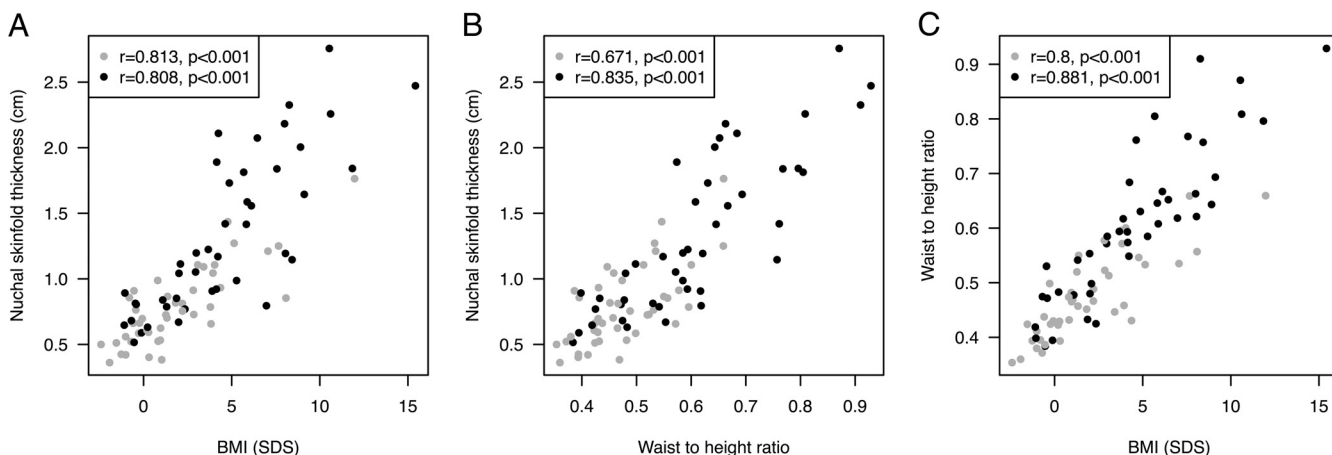 A
r=0.813, p<0.001
r=0.808, p<0.001
Nuchal skinfold thickness (cm)
2.5
2.0
1.5
1.0
0.5
0
5
10
15
BMI (SDS)
B
r=0.671, p<0.001
r=0.835, p<0.001
Nuchal skinfold thickness (cm)
2.5
2.0
1.5
1.0
0.5
0.4
0.5
0.6
0.7
0.8
0.9
Waist to height ratio
C
r=0.8, p<0.001
r=0.881, p<0.001
Waist to height ratio
0.9
0.8
0.7
0.6
0.5
0.4
0
5
10
15
BMI (SDS)